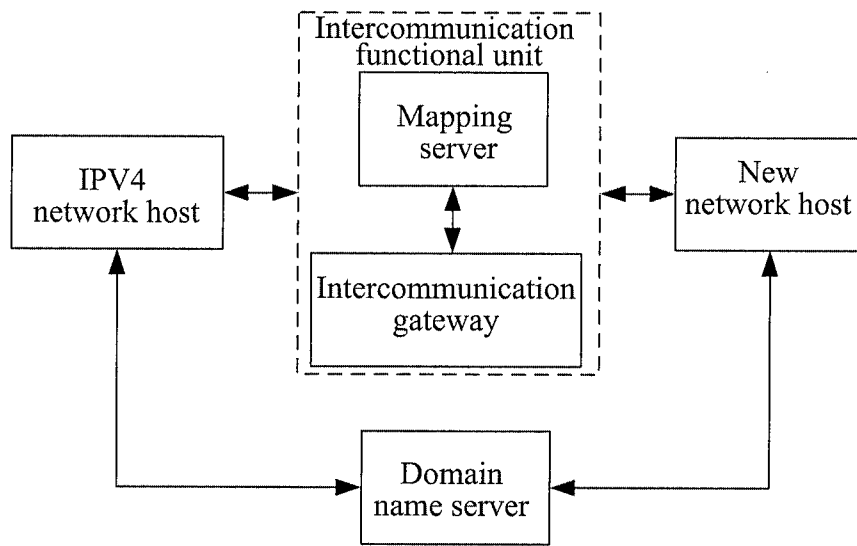 Intercommunication
functional unit
Mapping
server
IPV4
network host
New
network host
Intercommunication
gateway
Domain
name server